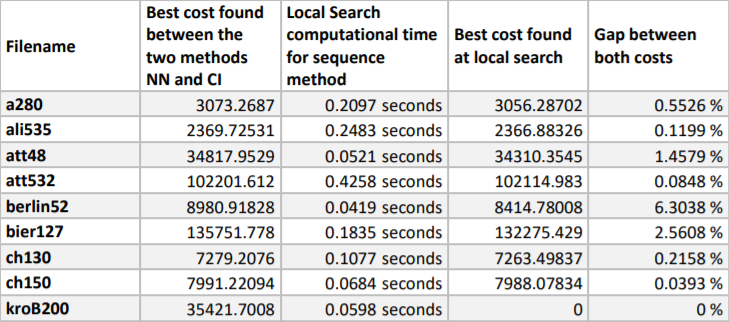 Filename Best cost found between the two methods NN and CI Local Search computational time for sequence method Best cost found at local search Gap between both costs
a280 3073.2687 0.2097 seconds 3056.28702 0.5526 %
ali535 2369.72531 0.2483 seconds 2366.88326 0.1199 %
att48 34817.9529 0.0521 seconds 34310.3545 1.4579 %
att532 102201.612 0.4258 seconds 102114.983 0.0848 %
berlin52 8980.91828 0.0419 seconds 8414.78008 6.3038 %
bier127 135751.778 0.1835 seconds 132275.429 2.5608 %
ch130 7279.2076 0.1077 seconds 7263.49837 0.2158 %
ch150 7991.22094 0.0684 seconds 7988.07834 0.0393 %
kroB200 35421.7008 0.0598 seconds 0 0 %